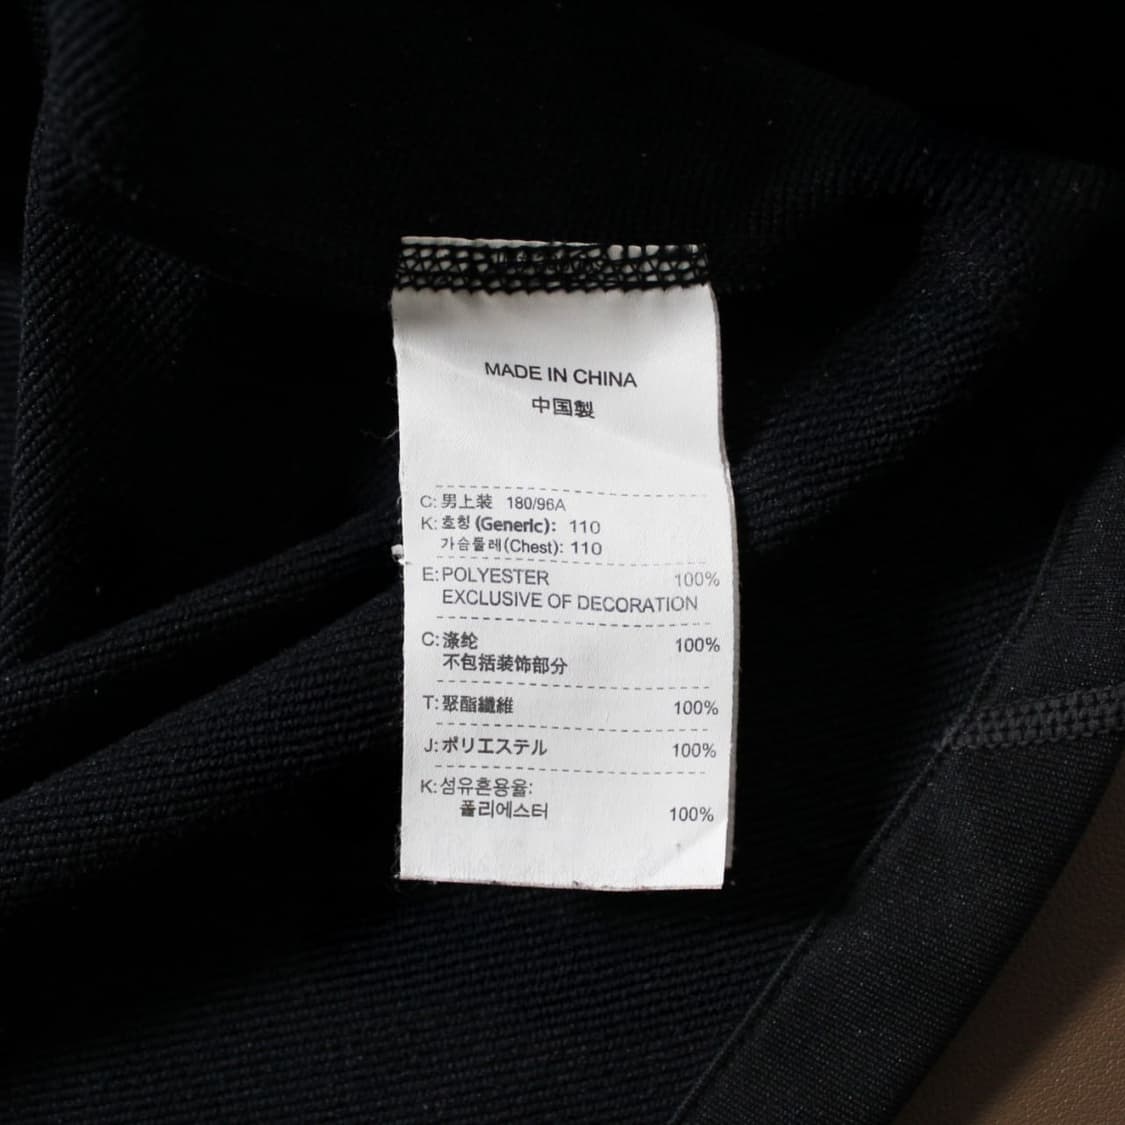 MADE IN CHINA
中国製
C: 男上装 180/96A
K: 호칭 (Generic): 110
가슴둘레(Chest): 110
E: POLYESTER 100%
EXCLUSIVE OF DECORATION
C: 涤纶 100%
不包括装饰部分
T: 聚酯纖維 100%
J: ポリエステル 100%
K: 섬유혼용율:
폴리에스터 100%